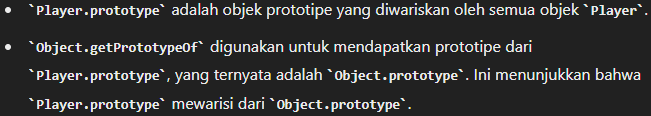 • `Player.prototype` adalah objek prototipe yang diwariskan oleh semua objek `Player`.
• `Object.getPrototypeOf` digunakan untuk mendapatkan prototipe dari
`Player.prototype`, yang ternyata adalah `Object.prototype`. Ini menunjukkan bahwa
`Player.prototype` mewarisi dari `Object.prototype`.